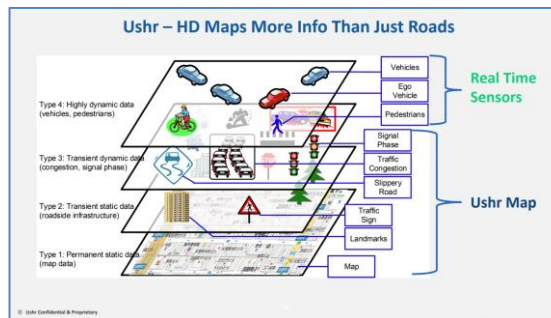 Ushr – HD Maps More Info Than Just Roads
Type 4: Highly dynamic data
(vehicles, pedestrians)
Type 3: Transient dynamic data
(congestion, signal phase)
Type 2: Transient static data
(roadside infrastructure)
Type 1: Permanent static data
(map data)
Vehicles
Ego
Vehicle
Pedestrians
Signal
Phase
Traffic
Congestion
Slippery
Road
Traffic
Sign
Landmarks
Map
Real Time
Sensors
Ushr Map
© Ushr Confidential & Proprietary